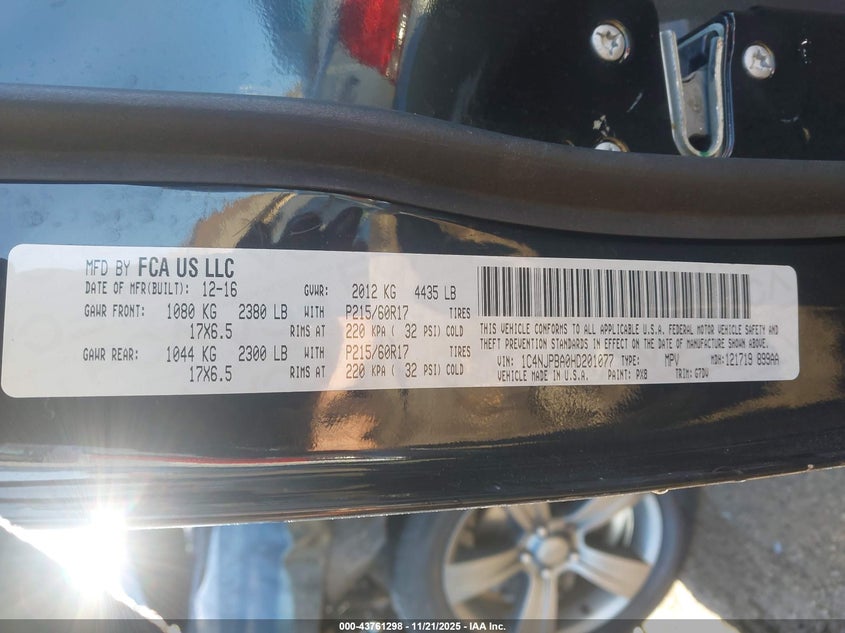 MFD BY FCA US LLC
DATE OF MFR(BUILT): 12-16 GVWR: 2012 KG 4435 LB
GAWR FRONT: 1080 KG 2380 LB WITH P215/60R17 TIRES
17X6.5 RIMS AT 220 KPA ( 32 PSI) COLD
GAWR REAR: 1044 KG 2300 LB WITH P215/60R17 TIRES
17X6.5 RIMS AT 220 KPA ( 32 PSI) COLD
THIS VEHICLE CONFORMS TO ALL APPLICABLE U.S.A. FEDERAL MOTOR VEHICLE SAFETY AND
THEFT PREVENTION STANDARDS IN EFFECT ON THE DATE OF MANUFACTURE SHOWN ABOVE.
VIN: 1C4NJPBA0HD201077 TYPE: MPV MDH: 121719 899AA
VEHICLE MADE IN U.S.A. PAINT: PX8 TRIM: G7DV
000-43761298 - 11/21/2025 - IAA Inc.